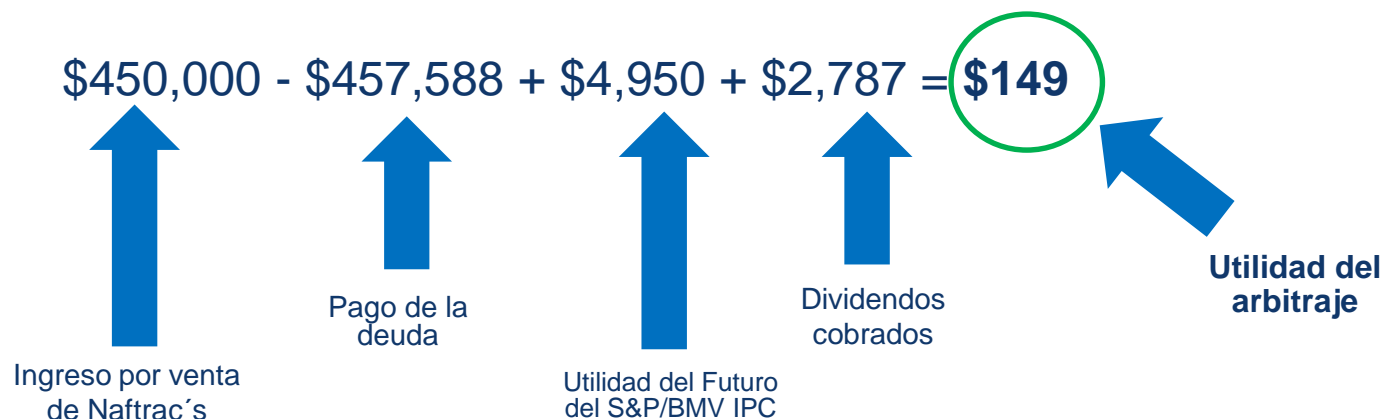 $450,000 - $457,588 + $4,950 + $2,787 = $149
Ingreso por venta
de Naftrac´s
Pago de la
deuda
Utilidad del Futuro
del S&P/BMV IPC
Dividendos
cobrados
Utilidad del
arbitraje